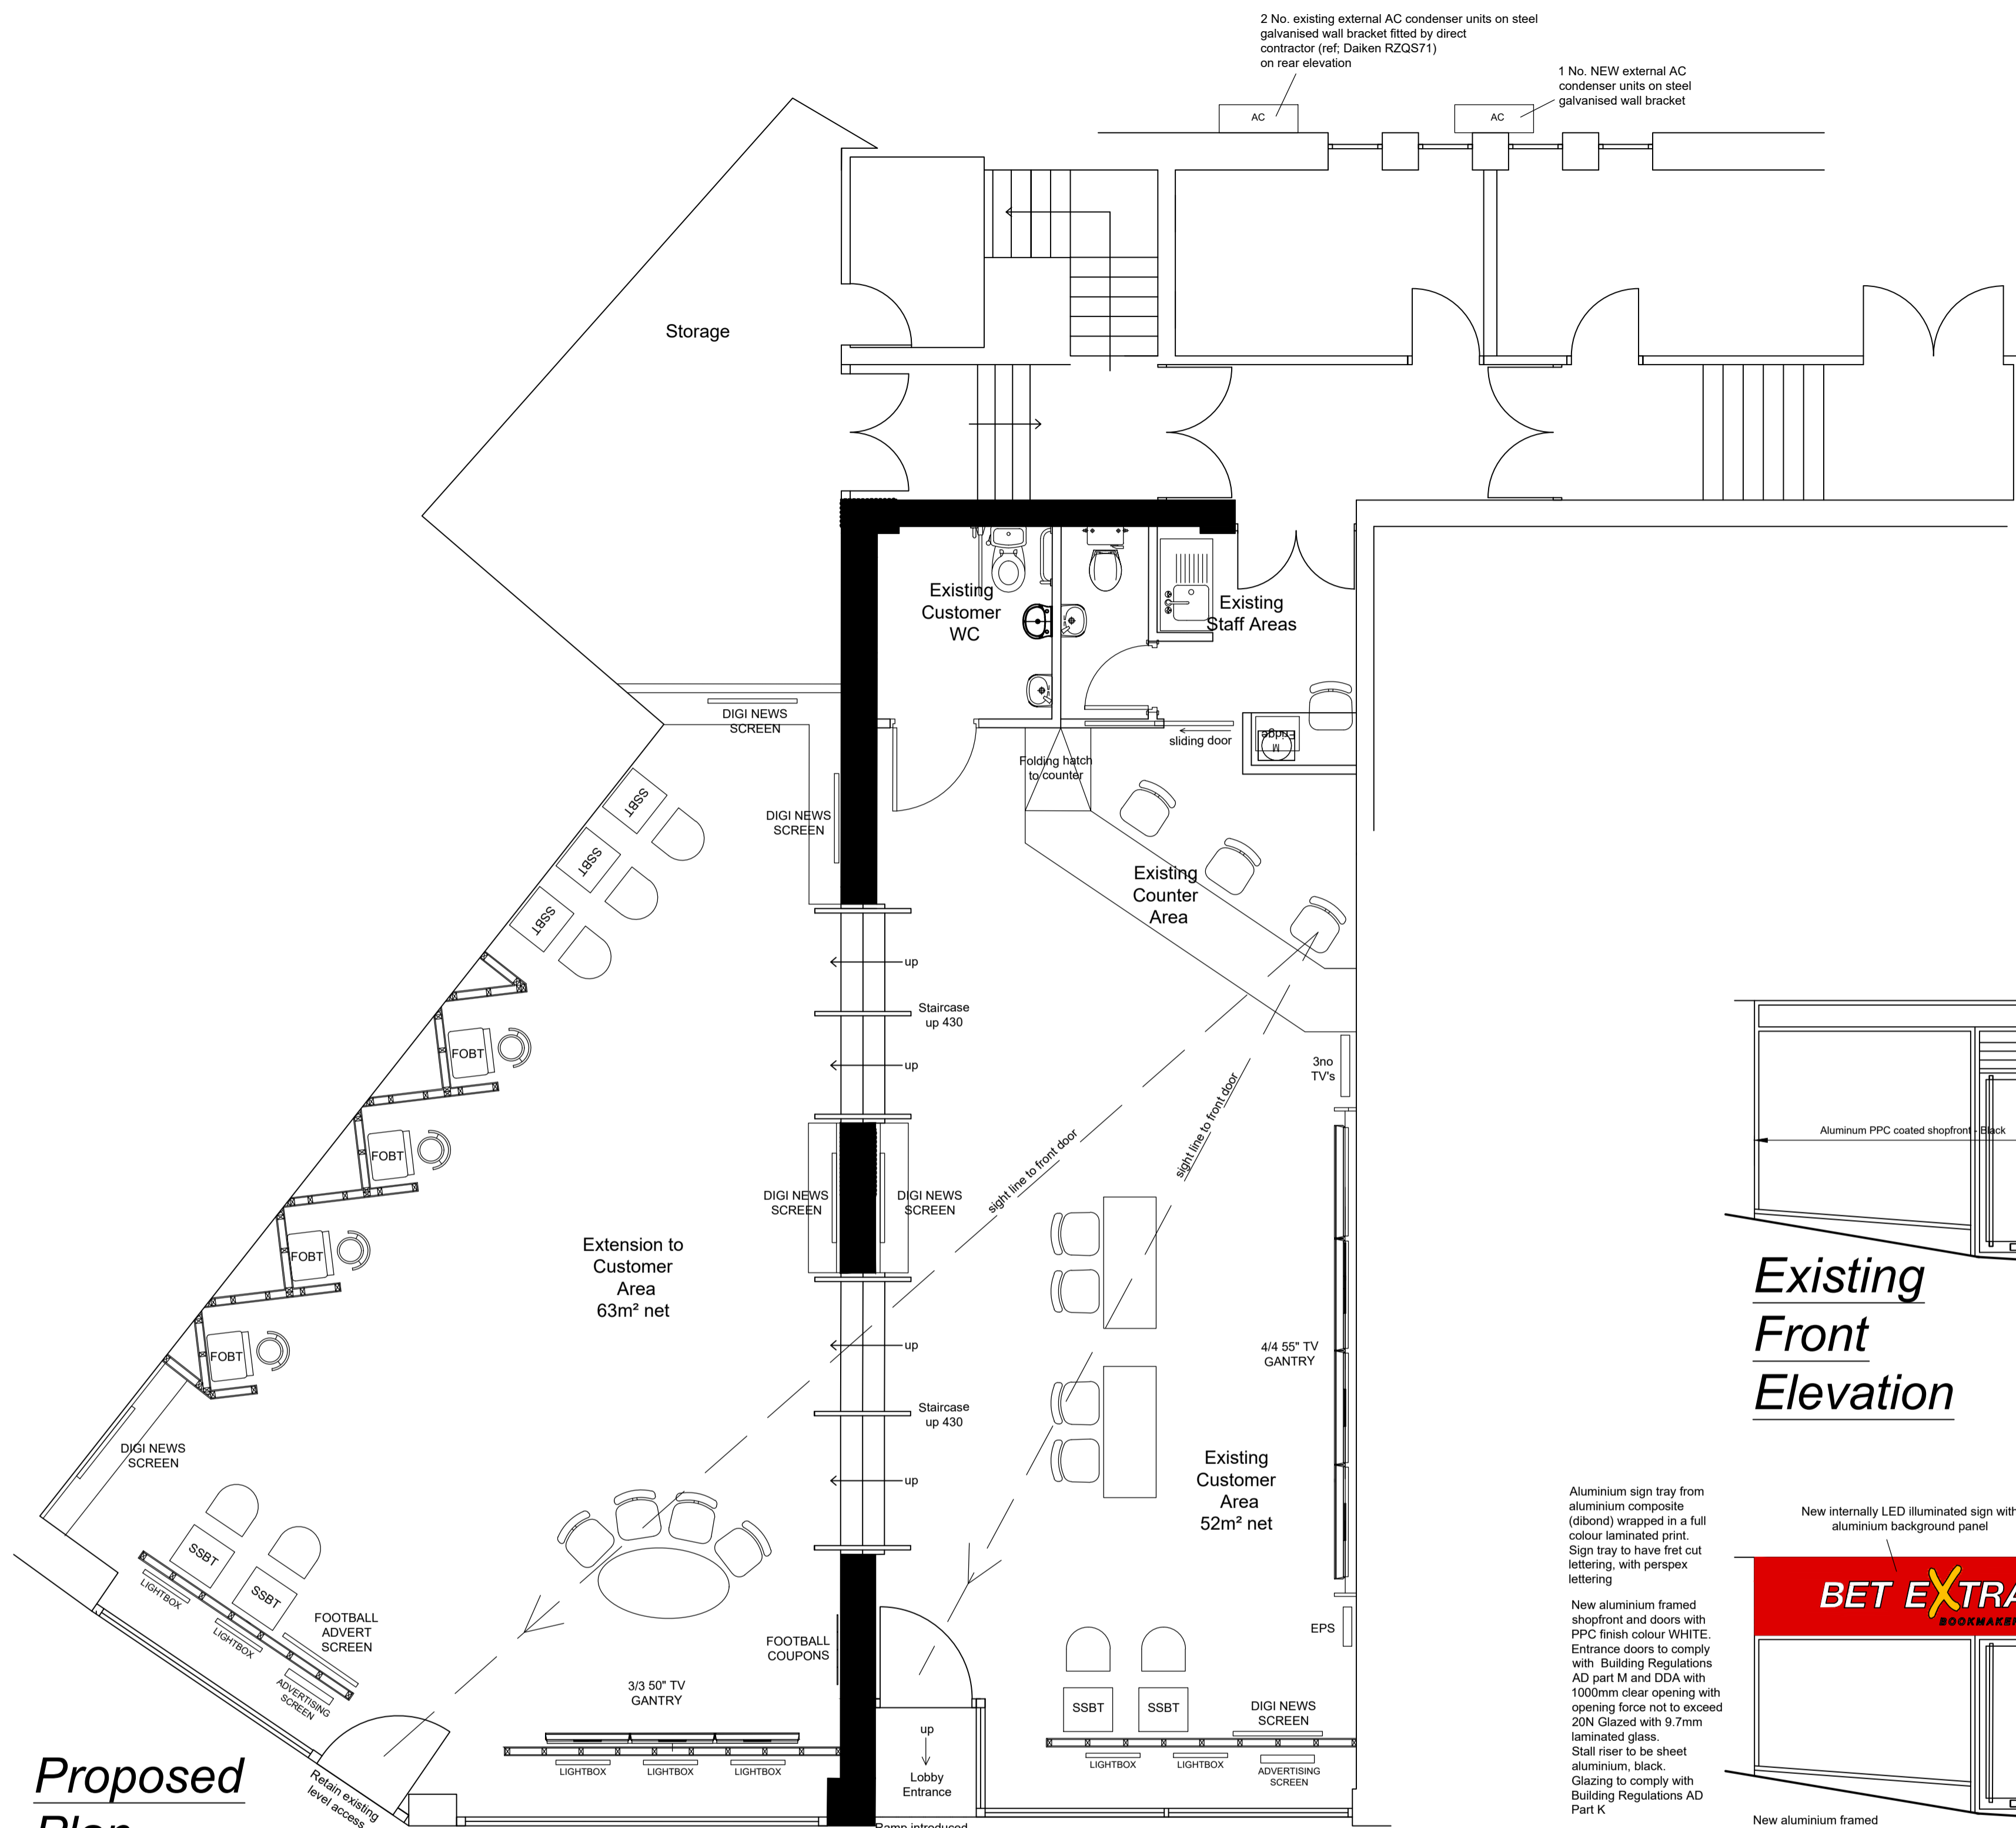 2 No. existing external AC condenser units on steel
galvanised wall bracket fitted by direct
contractor (ref; Daiken RZQS71)
on rear elevation
1 No. NEW external AC
condenser units on steel
galvanised wall bracket
AC
AC
Storage
Existing
Customer
WC
Existing
Staff Areas
DIGI NEWS
SCREEN
sliding door
Fridge
M
Folding hatch
to counter
SSBT
SSBT
SSBT
DIGI NEWS
SCREEN
Existing
Counter
Area
up
Staircase
up 430
up
FOBT
FOBT
FOBT
FOBT
3no
TV's
sight line to front door
sight line to front door
DIGI NEWS
SCREEN
DIGI NEWS
SCREEN
Extension to
Customer
Area
63m² net
up
4/4 55" TV
GANTRY
Staircase
up 430
up
DIGI NEWS
SCREEN
Existing
Customer
Area
52m² net
SSBT
SSBT
LIGHTBOX
LIGHTBOX
FOOTBALL
ADVERT
SCREEN
ADVERTISING
SCREEN
FOOTBALL
COUPONS
EPS
3/3 50" TV
GANTRY
LIGHTBOX
LIGHTBOX
LIGHTBOX
up
Lobby
Entrance
SSBT
SSBT
DIGI NEWS
SCREEN
LIGHTBOX
LIGHTBOX
ADVERTISING
SCREEN
Retain existing
level access
Ramp introduced
Proposed
Plan
Aluminum PPC coated shopfront - Black
Existing
Front
Elevation
Aluminium sign tray from
aluminium composite
(dibond) wrapped in a full
colour laminated print.
Sign tray to have fret cut
lettering, with perspex
lettering
New aluminium framed
shopfront and doors with
PPC finish colour WHITE.
Entrance doors to comply
with Building Regulations
AD part M and DDA with
1000mm clear opening with
opening force not to exceed
20N Glazed with 9.7mm
laminated glass.
Stall riser to be sheet
aluminium, black.
Glazing to comply with
Building Regulations AD
Part K
New internally LED illuminated sign with
aluminium background panel
BET EXTRA
BOOKMAKER
New aluminium framed